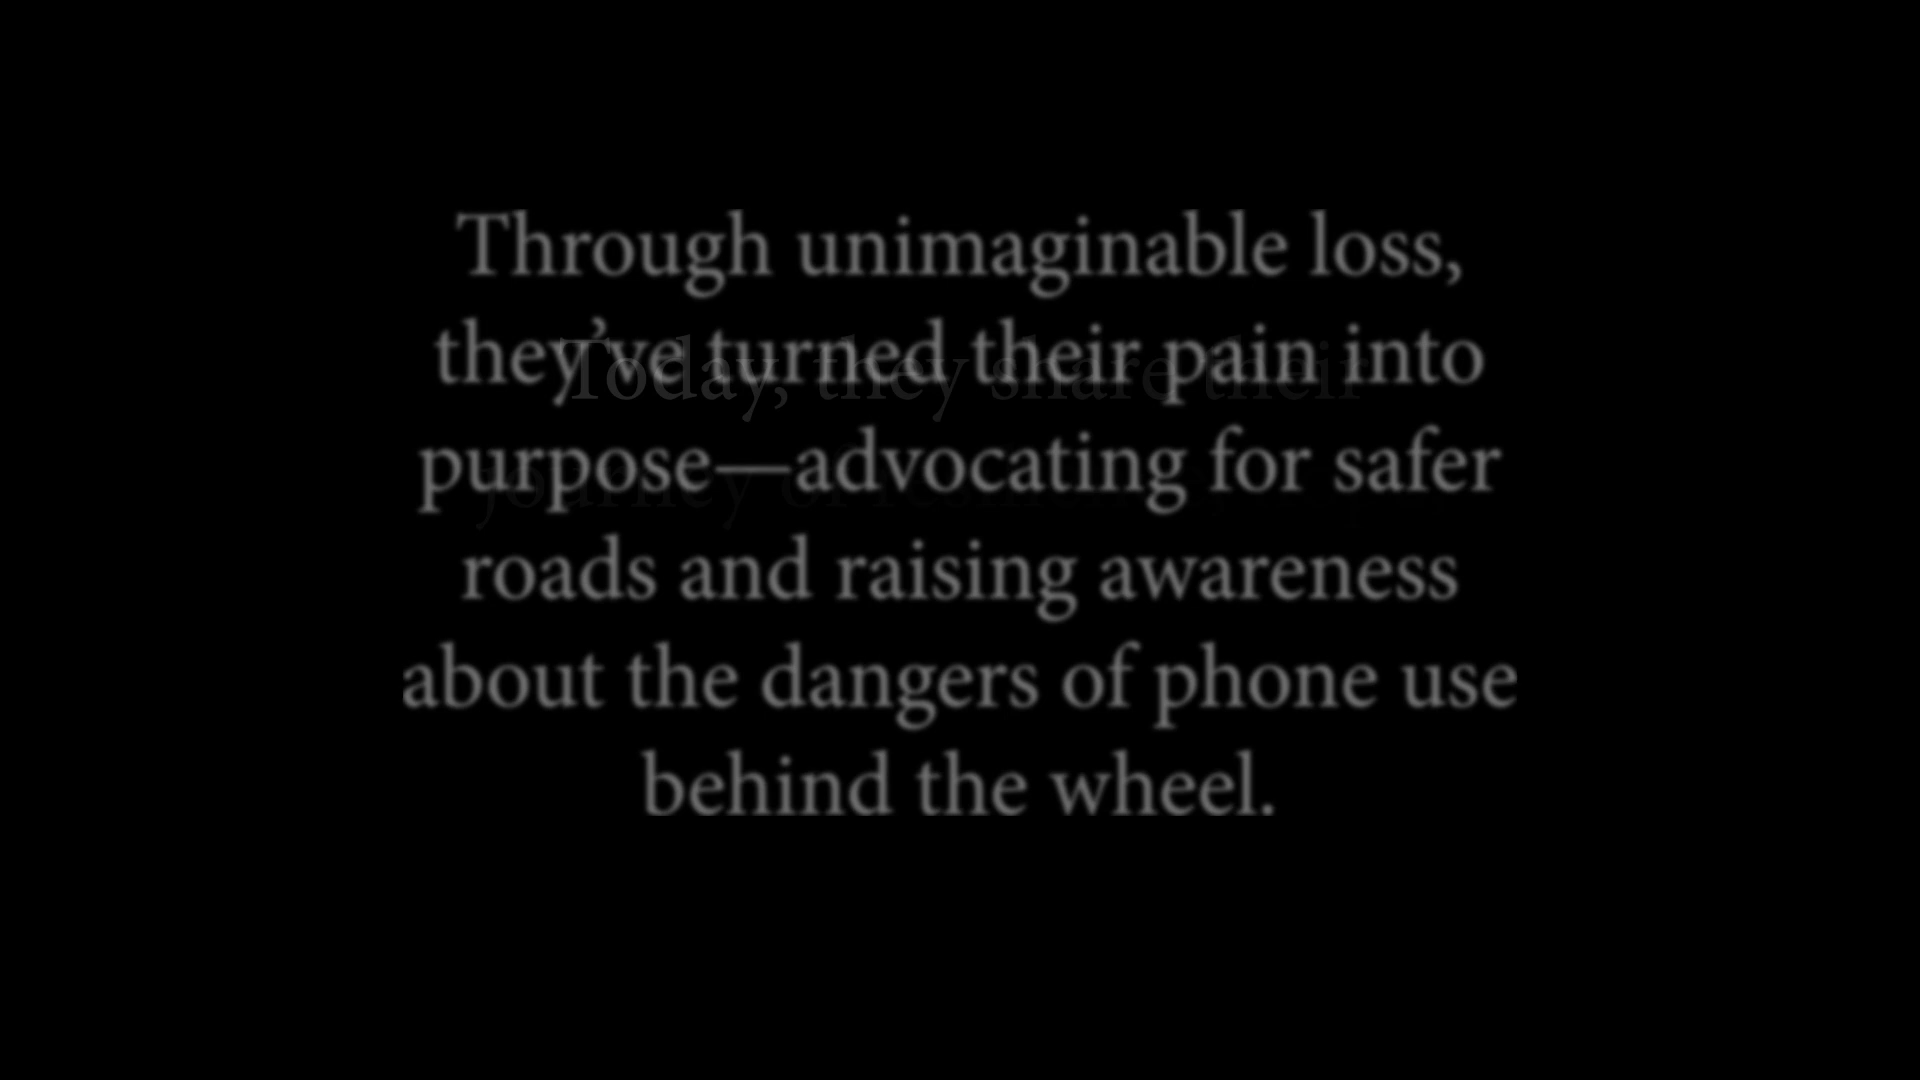 Through unimaginable loss,
they’ve turned their pain into
purpose—advocating for safer
roads and raising awareness
about the dangers of phone use
behind the wheel.
Today, they share their
journey of